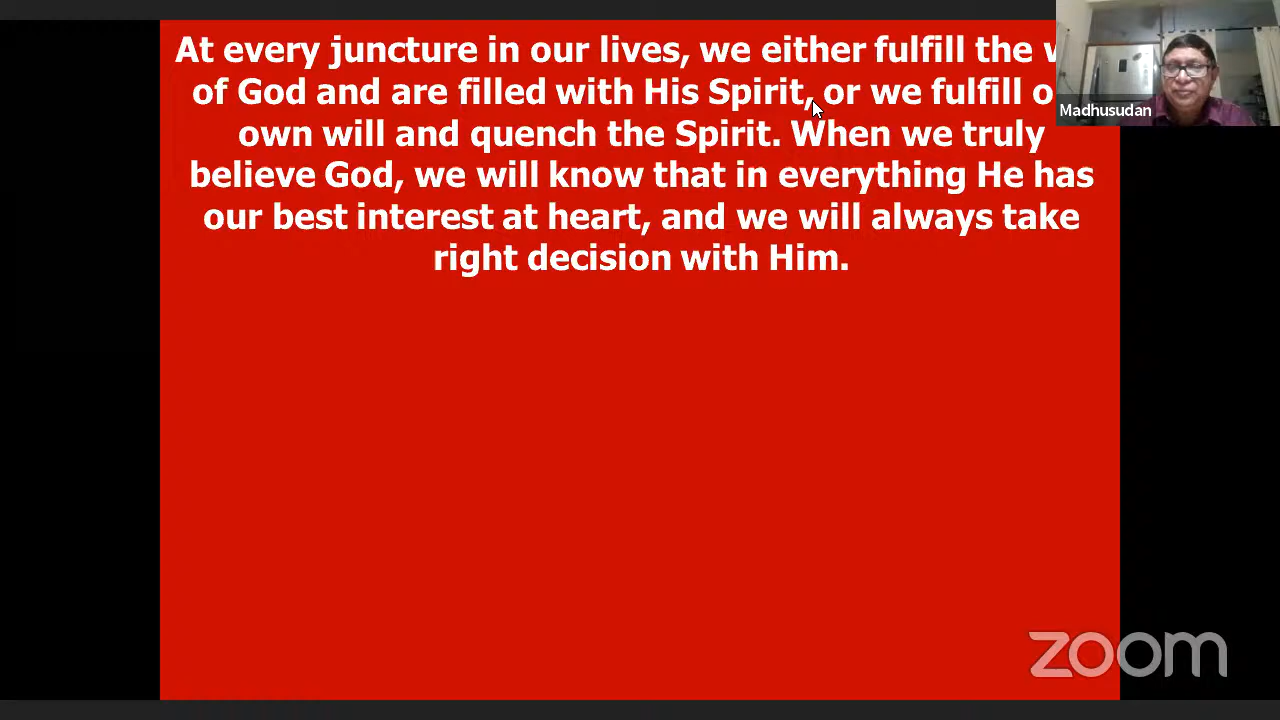 At every juncture in our lives, we either fulfill the
of God and are filled with His Spirit, or we fulfill
own will and quench the Spirit. When we truly
believe God, we will know that in everything He has
our best interest at heart, and we will always take
right decision with Him.
Madhusudan
zoom